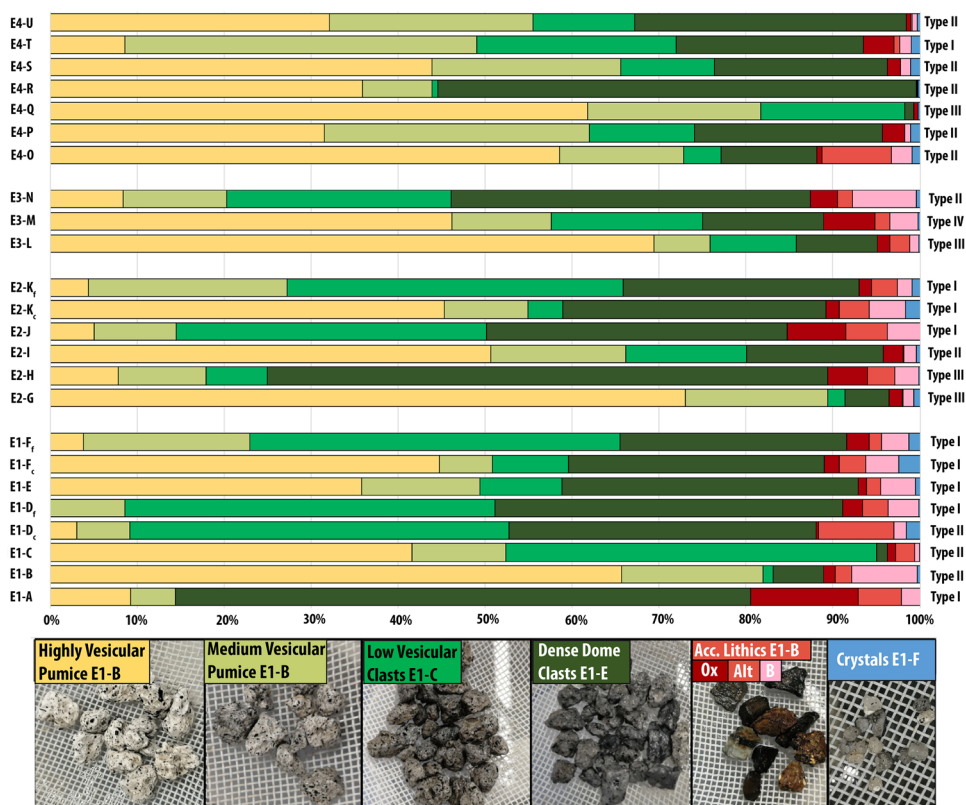 E4-U Type II
E4-T Type I
E4-S Type II
E4-R Type II
E4-Q Type III
E4-P Type II
E4-O Type II
E3-N Type II
E3-M Type IV
E3-L Type III
E2-Kf Type I
E2-Kc Type I
E2-J Type I
E2-I Type II
E2-H Type III
E2-G Type III
E1-Ff Type I
E1-Fc Type I
E1-E Type I
E1-Df Type I
E1-Dc Type II
E1-C Type II
E1-B Type II
E1-A Type I
0% 10% 20% 30% 40% 50% 60% 70% 80% 90% 100%
Highly Vesicular
Pumice E1-B
Medium Vesicular
Pumice E1-B
Low Vesicular
Clasts E1-C
Dense Dome
Clasts E1-E
Acc. Lithics E1-B
Ox Alt B
Crystals E1-F